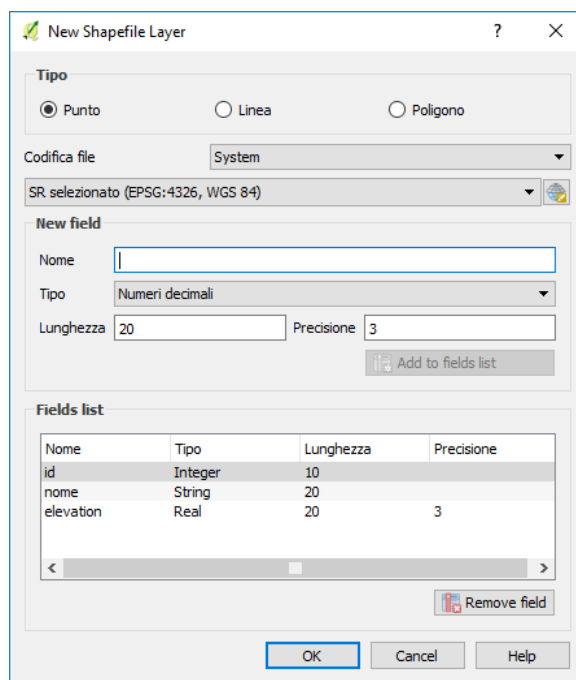 New Shapefile Layer ?
Tipo
Punto Linea Poligono
Codifica file System
SR selezionato (EPSG:4326, WGS 84)
New field
Nome
Tipo Numeri decimali
Lunghezza 20 Precisione 3
Add to fields list
Fields list
Nome Tipo Lunghezza Precisione
id Integer 10
nome String 20
elevation Real 20 3
Remove field
OK Cancel Help